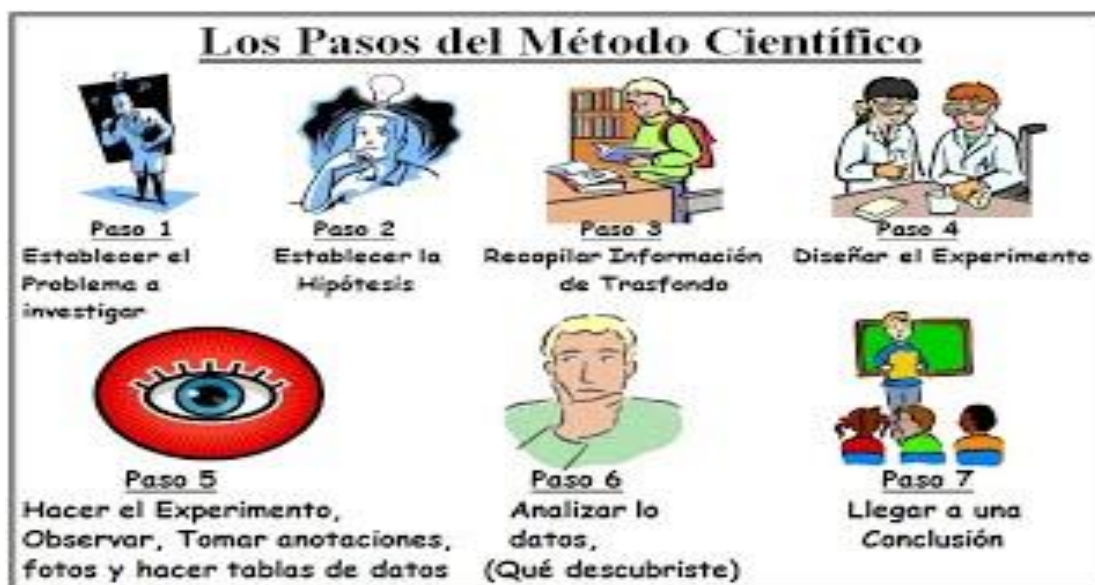 Los Pasos del Método Científico
Paso 1
Establecer el
Problema a
investigar
Paso 2
Establecer la
Hipótesis
Paso 3
Recopilar Información
de Trasfondo
Paso 4
Diseñar el Experimento
Paso 5
Hacer el Experimento,
Observar, Tomar anotaciones,
fotos y hacer tablas de datos
Paso 6
Analizar lo
datos,
(Qué descubriste)
Paso 7
Llegar a una
Conclusión